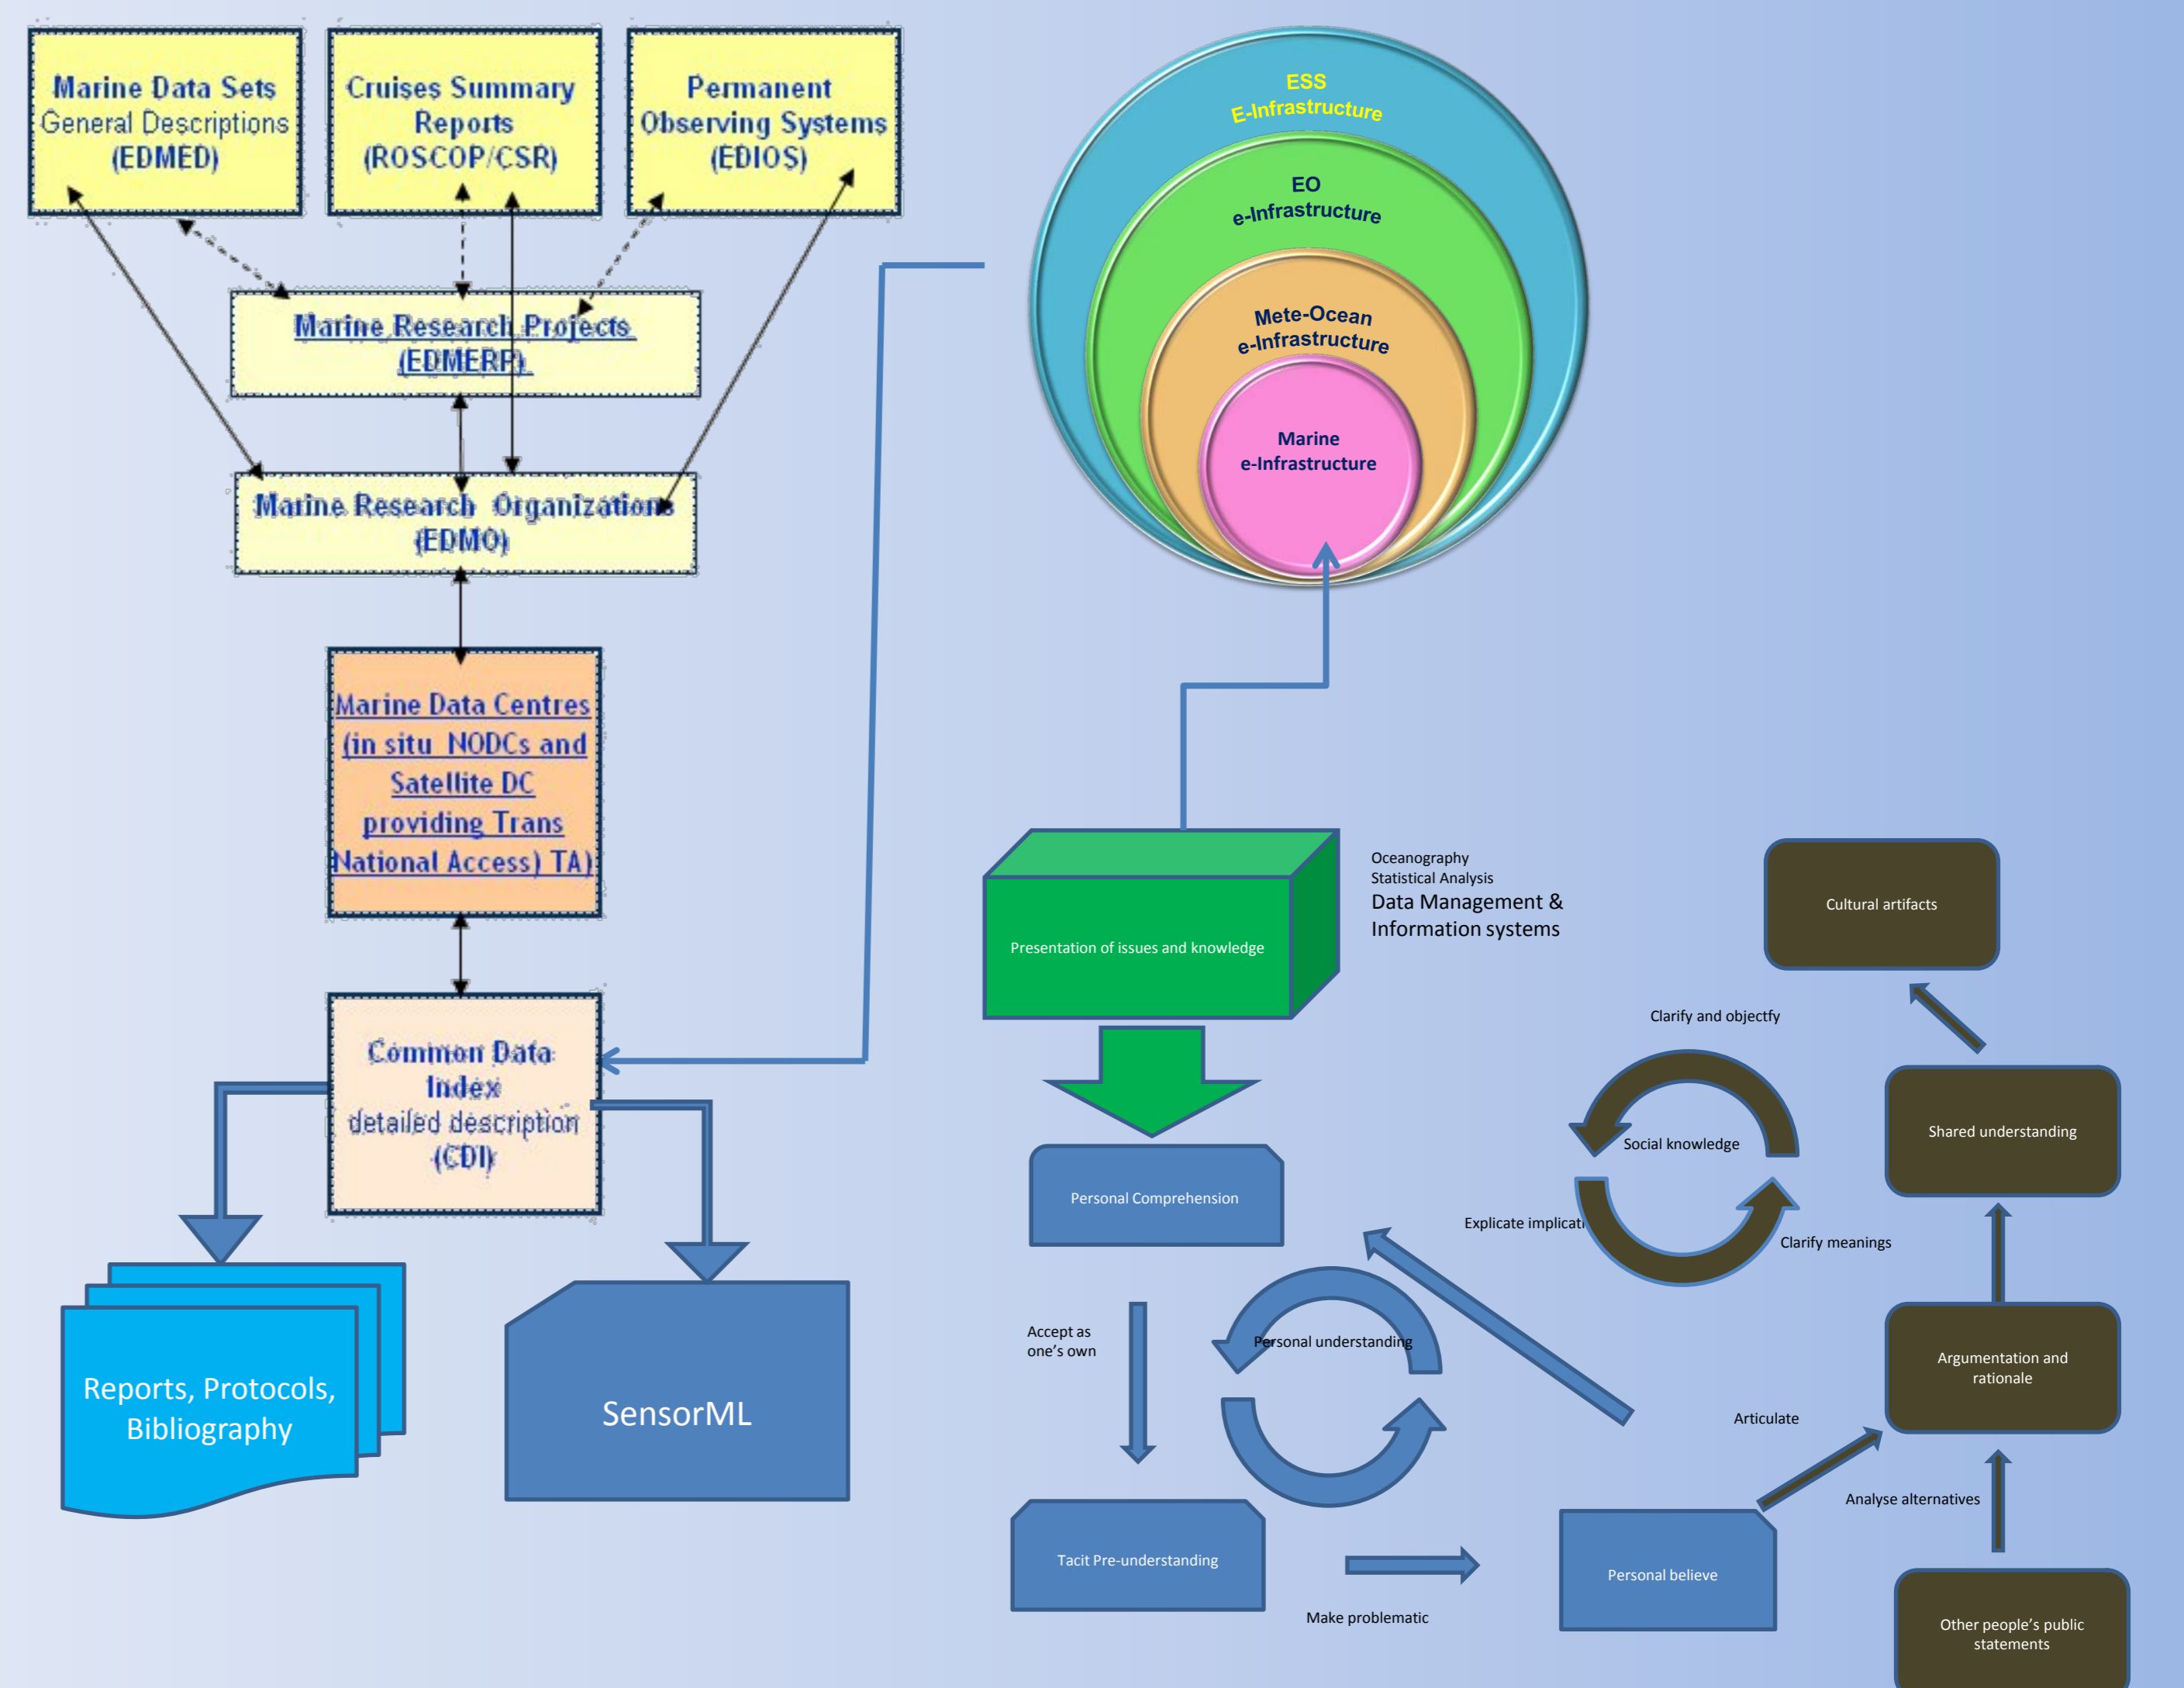 Marine Data Sets
General Descriptions
(EDMED)
Cruises Summary
Reports
(ROSCOP/CSR)
Permanent
Observing Systems
(EDIOS)
Marine Research Projects
(EDMERP)
Marine Research Organizations
(EDMO)
Marine Data Centres
(in situ NODCs and
Satellite DC
providing Trans
National Access) TA)
Common Data
Index
detailed description
(CDI)
Reports, Protocols,
Bibliography
SensorML
ESS
E-Infrastructure
EO
e-Infrastructure
Mete-Ocean
e-Infrastructure
Marine
e-Infrastructure
Presentation of issues and knowledge
Oceanography
Statistical Analysis
Data Management &
Information systems
Personal Comprehension
Accept as
one's own
Personal understanding
Tacit Pre-understanding
Make problematic
Personal believe
Articulate
Analyse alternatives
Other people's public
statements
Argumentation and
rationale
Shared understanding
Cultural artifacts
Clarify and objectfy
Social knowledge
Explicate implicati
Clarify meanings